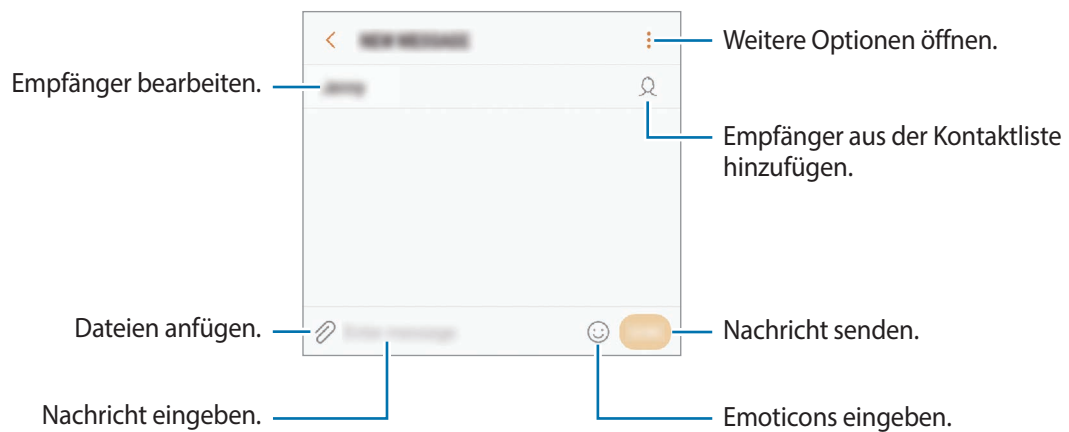 Weitere Optionen öffnen.
Empfänger bearbeiten.
Empfänger aus der Kontaktliste
hinzufügen.
Dateien anfügen.
Nachricht senden.
Nachricht eingeben.
Emoticons eingeben.